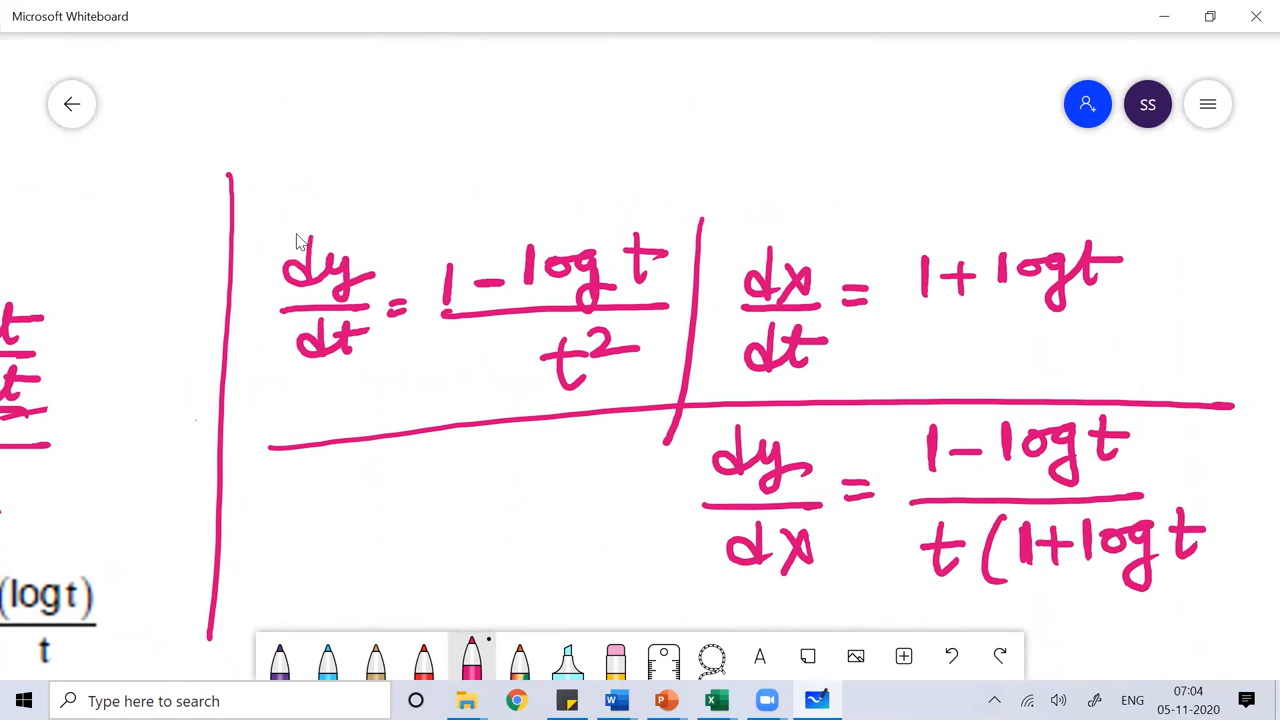 Microsoft Whiteboard
SS
dy/dt = (1 - log t)/t²
dx/dt = 1 + log t
dy/dx = (1 - log t)/t(1 + log t
t
t
(log t)
t
A
Type here to search
ENG
07:04
05-11-2020